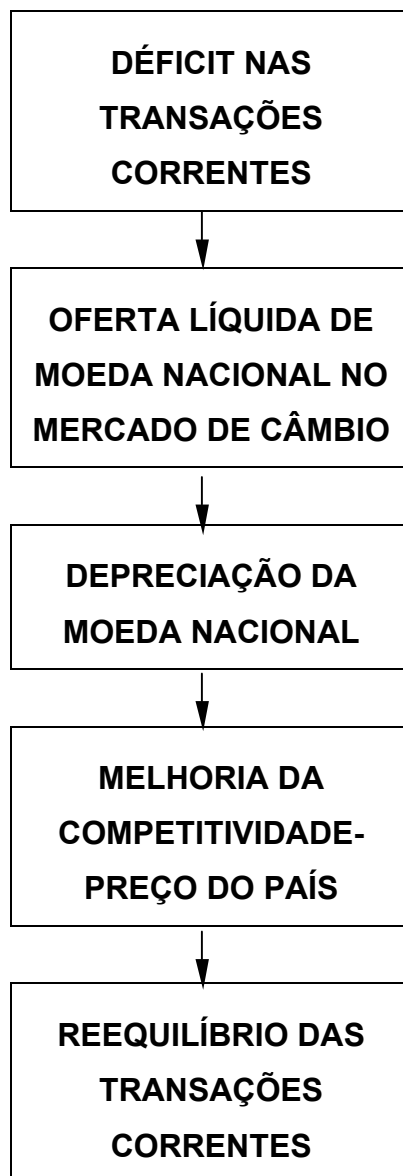 DÉFICIT NAS
TRANSAÇÕES
CORRENTES
OFERTA LÍQUIDA DE
MOEDA NACIONAL NO
MERCADO DE CÂMBIO
DEPRECIAÇÃO DA
MOEDA NACIONAL
MELHORIA DA
COMPETITIVIDADE-
PREÇO DO PAÍS
REEQUILÍBRIO DAS
TRANSAÇÕES
CORRENTES